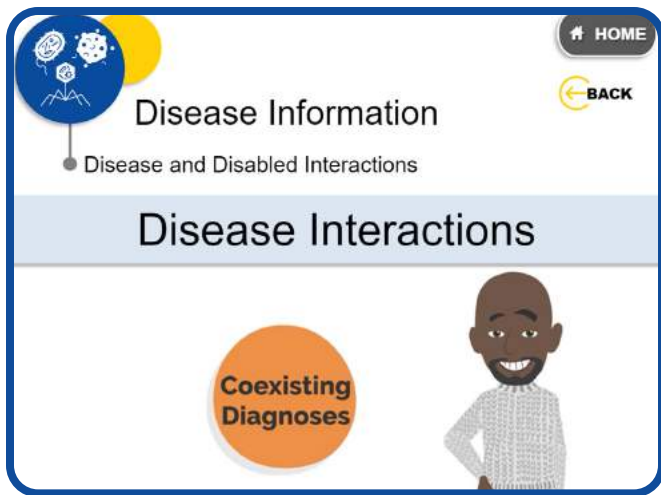 HOME
BACK
Disease Information
Disease and Disabled Interactions
Disease Interactions
Coexisting
Diagnoses